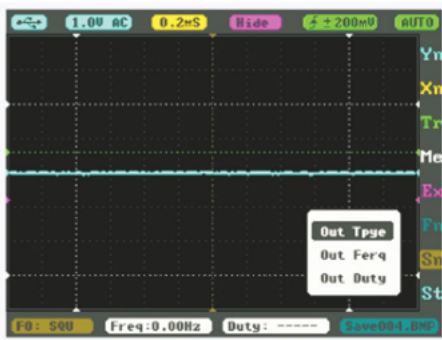 1.0V AC 0.2mS Hide ±200mV AUTO
Yn
Xn
Tr
Me
Ex
Fn
Sn
St
Out Tpye
Out Ferq
Out Duty
FO: SQU Freq:0.00Hz Duty: ----- Save004.BMP